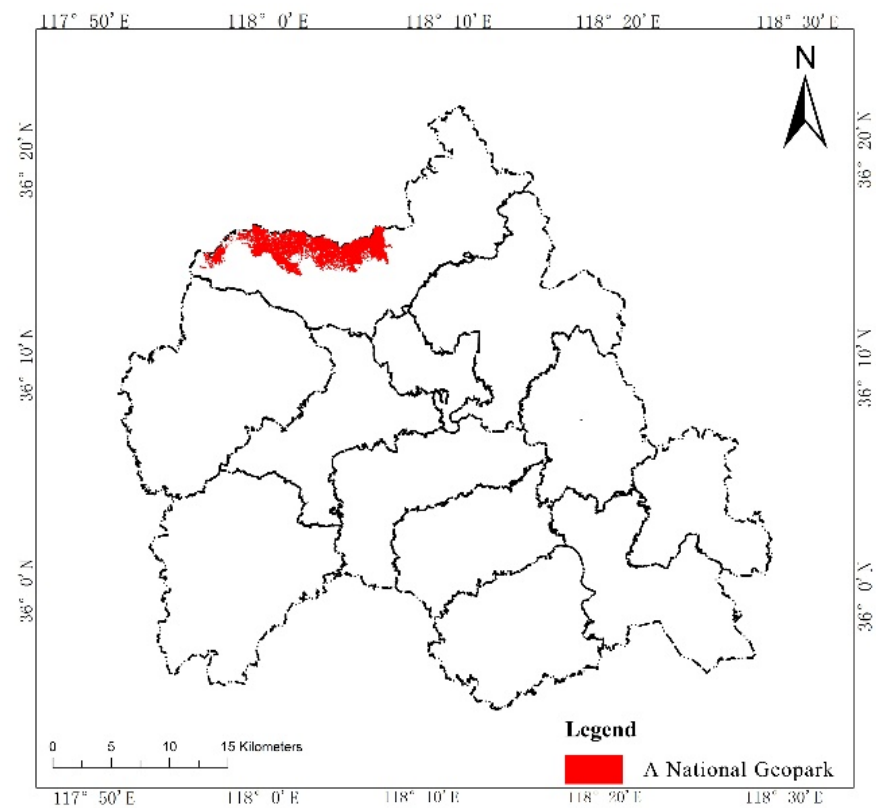 117° 50′E 118° 0′E 118° 10′E 118° 20′E 118° 30′E
N
36° 20′N
36° 20′N
36° 10′N
36° 10′N
36° 0′N
36° 0′N
Legend
0 5 10 15 Kilometers
A National Geopark
117° 50′E 118° 0′E 118° 10′E 118° 20′E 118° 30′E